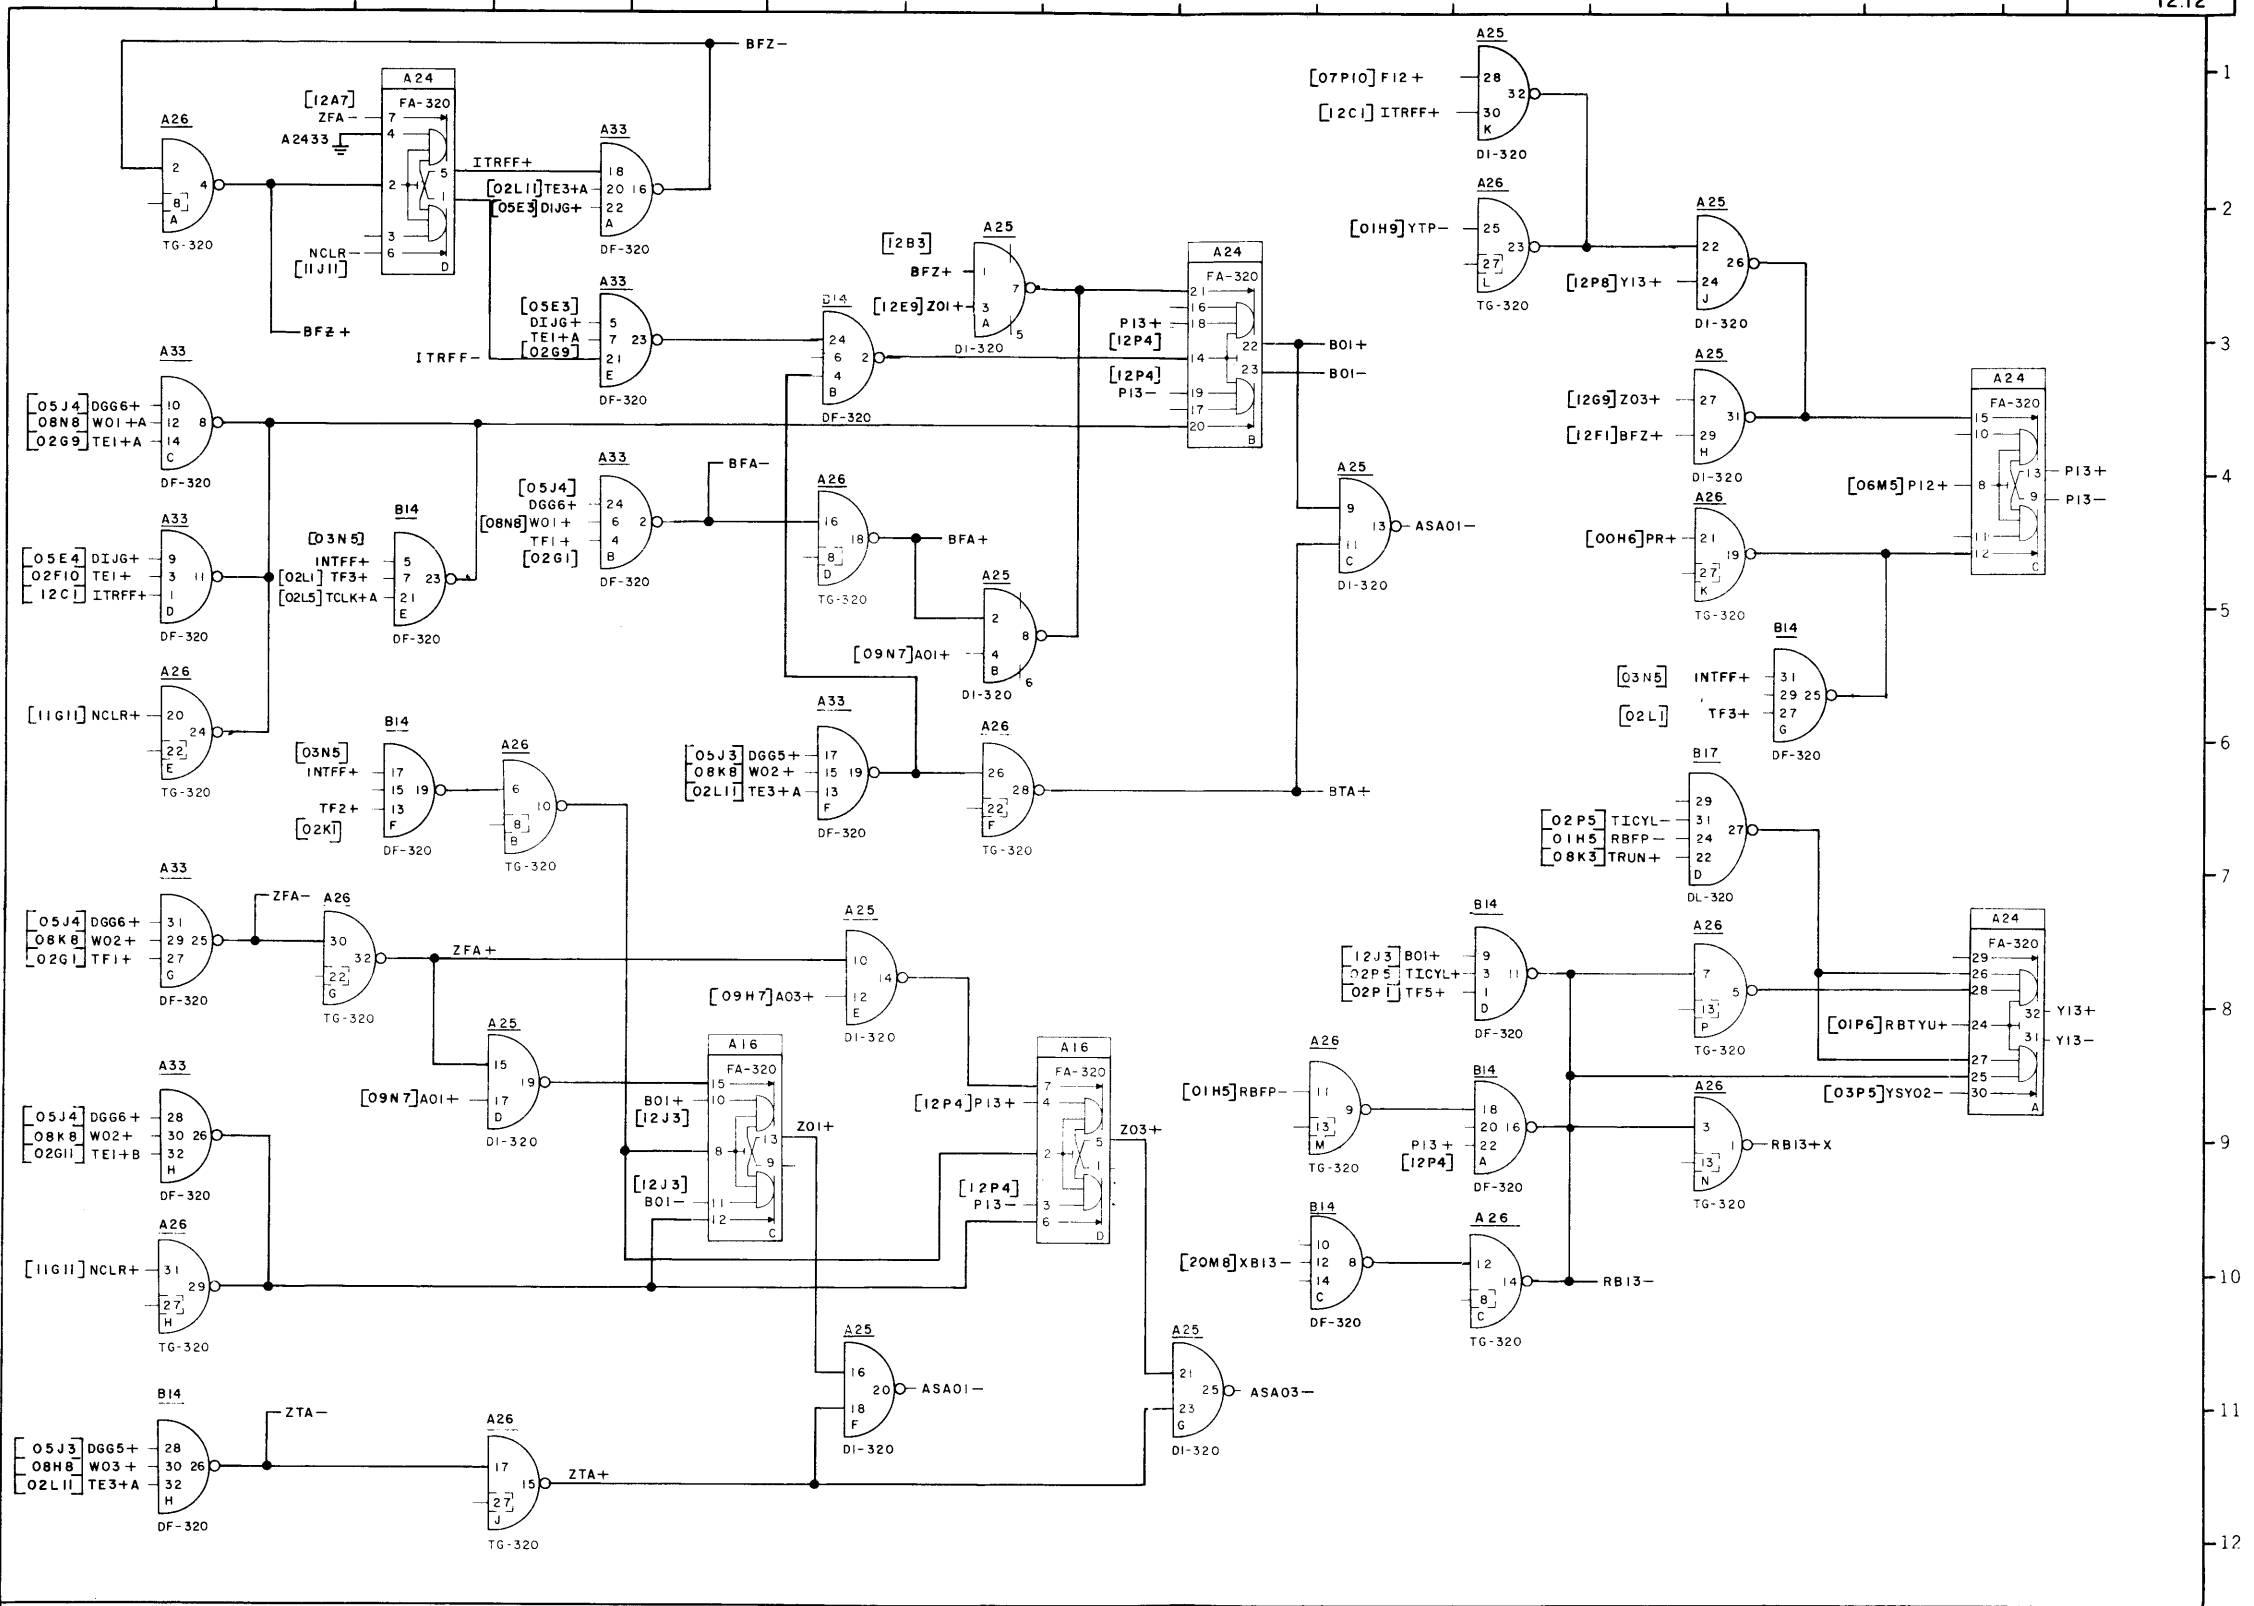 12.12
1
2
3
4
5
6
7
8
9
10
11
12
BFZ-
A26
2
4
[8]
A
TG-320
BFZ+
A24
FA-320
[12A7]
ZFA- 7
4
A2433
2
5
1
3
NCLR- 6
[11J11]
D
ITRFF+
ITRFF-
A33
18
[02L11] TE3+A 20 16
[05E3] DIJG+ 22
A
DF-320
A33
[05E3]
DIJG+ 5
TE1+A 7 23
[02G9]
21
E
DF-320
B14
24
6 2
4
B
DF-320
A25
[12B3]
BFZ+ 1
7
[12E9] Z01+ 3
A
5
DI-320
A24
FA-320
21
16
P13+ 18
[12P4]
22
14
23
[12P4]
P13- 19
17
20
B
B01+
B01-
A33
[05J4] DGG6+ 10
[08N8] W01+A 12 8
[02G9] TE1+A 14
C
DF-320
A33
[05E4] DIJG+ 9
[02F10] TE1+ 3 11
[12C1] ITRFF+ 1
D
DF-320
B14
[03N5]
INTFF+ 5
[02L1] TF3+ 7 23
[02L5] TCLK+A 21
E
DF-320
A26
[11G11] NCLR+ 20
24
[22]
E
TG-320
A33
[05J4]
DGG6+ 24
[08N8] W01+ 6 2
TF1+ 4
[02G1]
B
DF-320
BFA-
A26
16
18
[8]
D
TG-320
BFA+
A25
2
8
[09N7] A01+ 4
B
6
DI-320
A25
9
13 ASA01-
11
C
DI-320
B14
[03N5]
INTFF+ 17
15 19
TF2+ 13
[02K1]
F
DF-320
A26
6
10
[8]
B
TG-320
A33
[05J3] DGG5+ 17
[08K8] W02+ 15 19
[02L11] TE3+A 13
F
DF-320
A26
26
28
[22]
F
TG-320
BTA+
A25
[07P10] F12+ 28
32
[12C1] ITRFF+ 30
K
DI-320
A26
[01H9] YTP- 25
23
[27]
L
TG-320
A25
22
26
[12P8] Y13+ 24
J
DI-320
A25
[12G9] Z03+ 27
31
[12F1] BFZ+ 29
H
DI-320
A26
[00H6] PR+ 21
19
[27]
K
TG-320
A24
FA-320
15
10
13 P13+
[06M5] P12+ 8
9 P13-
11
12
C
B14
[03N5] INTFF+ 31
29 25
[02L1] TF3+ 27
G
DF-320
B17
29
[02P5] TICYL- 31
27
[01H5] RBFP- 24
[08K3] TRUN+ 22
D
DL-320
A33
[05J4] DGG6+ 31
[08K8] W02+ 29 25
[02G1] TF1+ 27
G
DF-320
ZFA-
A26
30
32
[22]
G
TG-320
ZFA+
A25
10
14
[09H7] A03+ 12
E
DI-320
A25
15
19
[09N7] A01+ 17
D
DI-320
A33
[05J4] DGG6+ 28
[08K8] W02+ 30 26
[02G11] TE1+B 32
H
DF-320
A26
[11G11] NCLR+ 31
29
[27]
H
TG-320
A16
FA-320
15
B01+ 10
[12J3]
13
8
9
[12J3]
B01- 11
12
C
Z01+
A16
FA-320
7
[12P4] P13+ 4
5
2
1
[12P4]
P13- 3
6
D
Z03+
B14
[12J3] B01+ 9
[02P5] TICYL+ 3 11
[02P1] TF5+ 1
D
DF-320
A26
7
5
[13]
P
TG-320
A24
FA-320
29
26
28
32 Y13+
[01P6] RBTYU+ 24
31 Y13-
27
25
[03P5] YSY02- 30
A
A26
[01H5] RBFP- 11
9
[13]
M
TG-320
B14
18
20 16
P13+ 22
[12P4]
A
DF-320
A26
3
1 RB13+X
[13]
N
TG-320
B14
10
[20M8] XB13- 12 8
14
C
DF-320
A26
12
14 RB13-
[8]
C
TG-320
B14
[05J3] DGG5+ 28
[08H8] W03+ 30 26
[02L11] TE3+A 32
H
DF-320
ZTA-
A26
17
15
[27]
J
TG-320
ZTA+
A25
16
20 ASA01-
18
F
DI-320
A25
21
25 ASA03-
23
G
DI-320